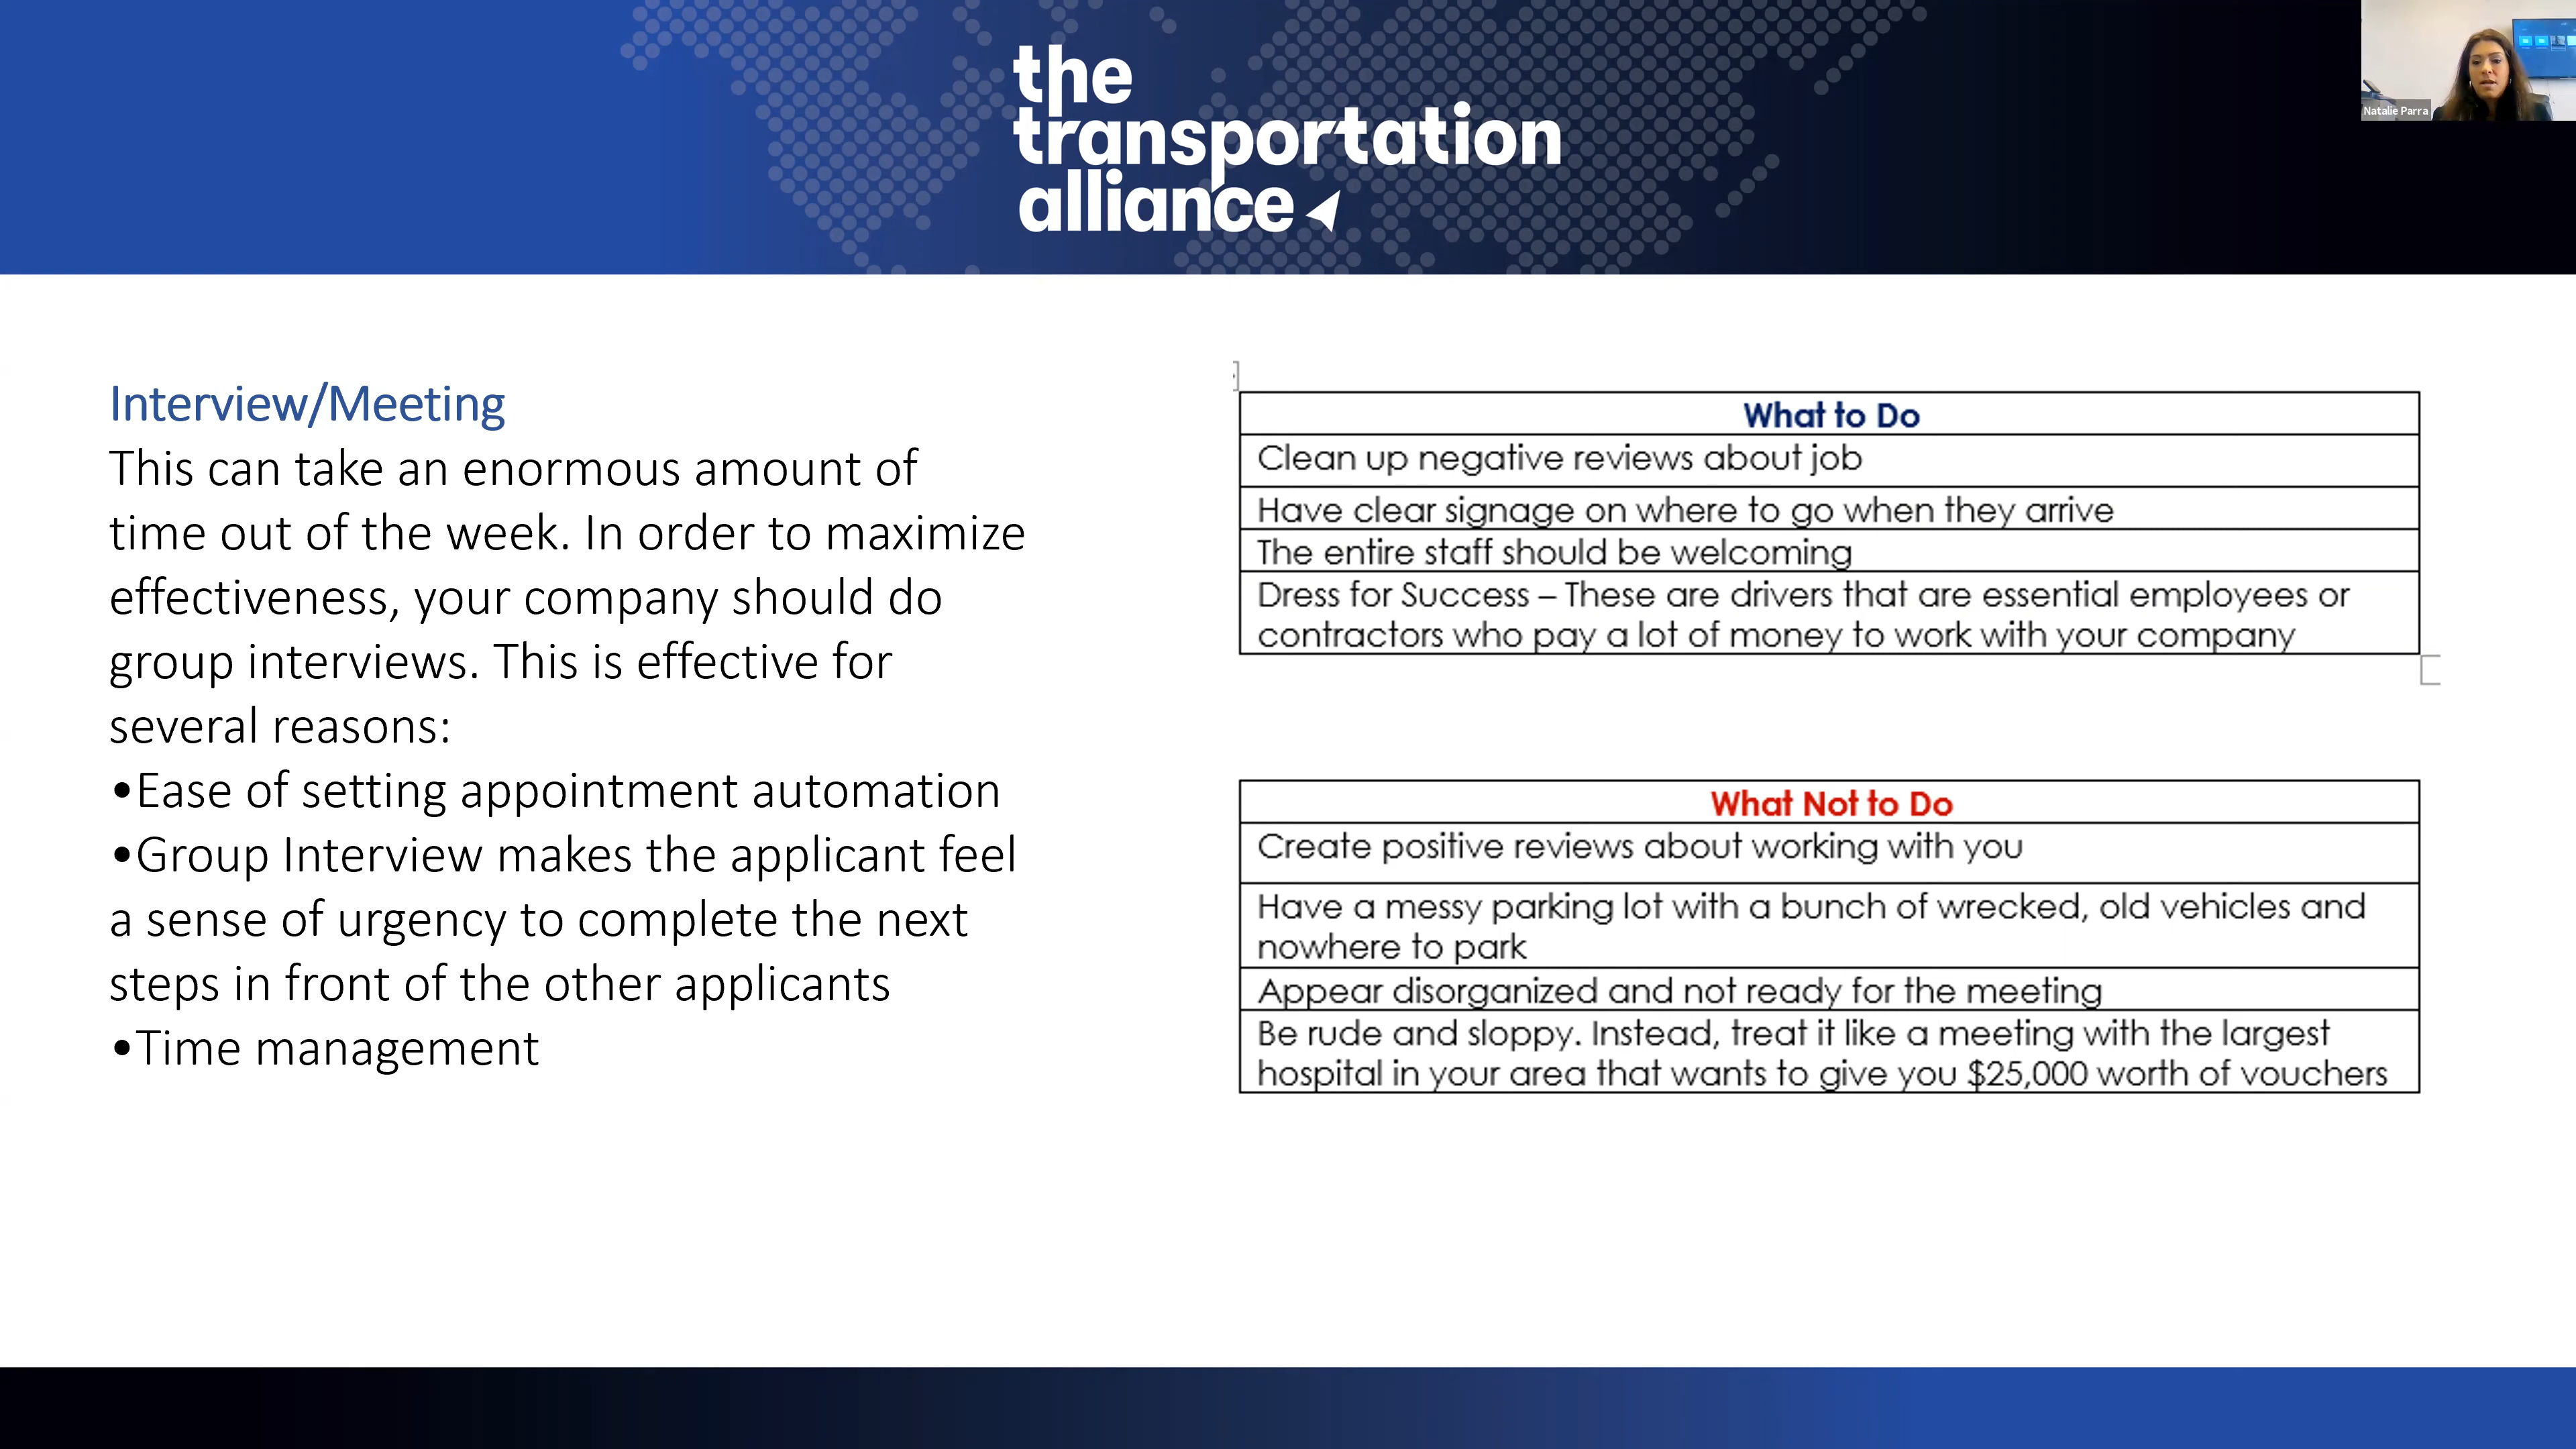 the
transportation
alliance
Natalie Parra
Interview/Meeting
This can take an enormous amount of
time out of the week. In order to maximize
effectiveness, your company should do
group interviews. This is effective for
several reasons:
•Ease of setting appointment automation
•Group Interview makes the applicant feel
a sense of urgency to complete the next
steps in front of the other applicants
•Time management
What to Do
Clean up negative reviews about job
Have clear signage on where to go when they arrive
The entire staff should be welcoming
Dress for Success – These are drivers that are essential employees or
contractors who pay a lot of money to work with your company
What Not to Do
Create positive reviews about working with you
Have a messy parking lot with a bunch of wrecked, old vehicles and
nowhere to park
Appear disorganized and not ready for the meeting
Be rude and sloppy. Instead, treat it like a meeting with the largest
hospital in your area that wants to give you $25,000 worth of vouchers